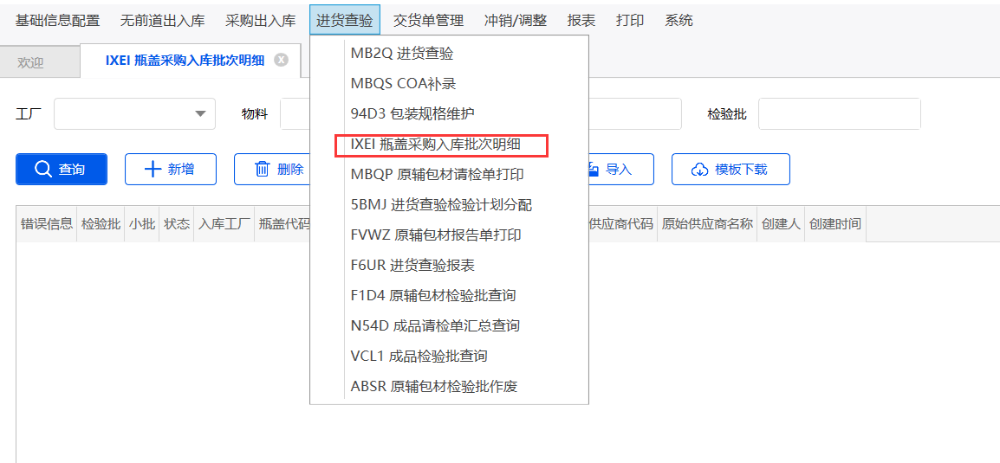 基础信息配置 无前道出入库 采购出入库 进货查验 交货单管理 冲销/调整 报表 打印 系统
欢迎 IXEI 瓶盖采购入库批次明细
工厂 物料 检验批
查询 新增 删除 导入 模板下载
错误信息 检验批 小批 状态 入库工厂 瓶盖代码 供应商代码 原始供应商名称 创建人 创建时间
MB2Q 进货查验
MBQS COA补录
94D3 包装规格维护
IXEI 瓶盖采购入库批次明细
MBQP 原辅包材请检单打印
5BMJ 进货查验检验计划分配
FVWZ 原辅包材报告单打印
F6UR 进货查验报表
F1D4 原辅包材检验批查询
N54D 成品请检单汇总查询
VCL1 成品检验批查询
ABSR 原辅包材检验批作废